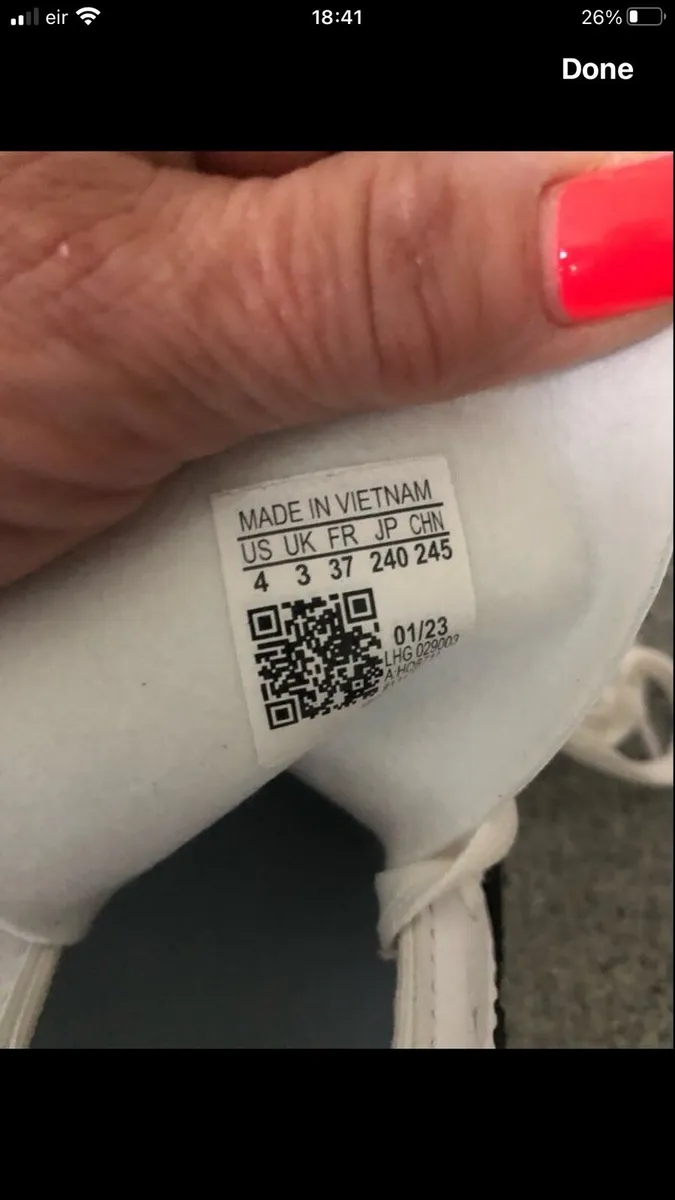 eir 18:41 26%
Done
MADE IN VIETNAM
US UK FR JP CHN
4 3 37 240 245
01/23
LHG 029003